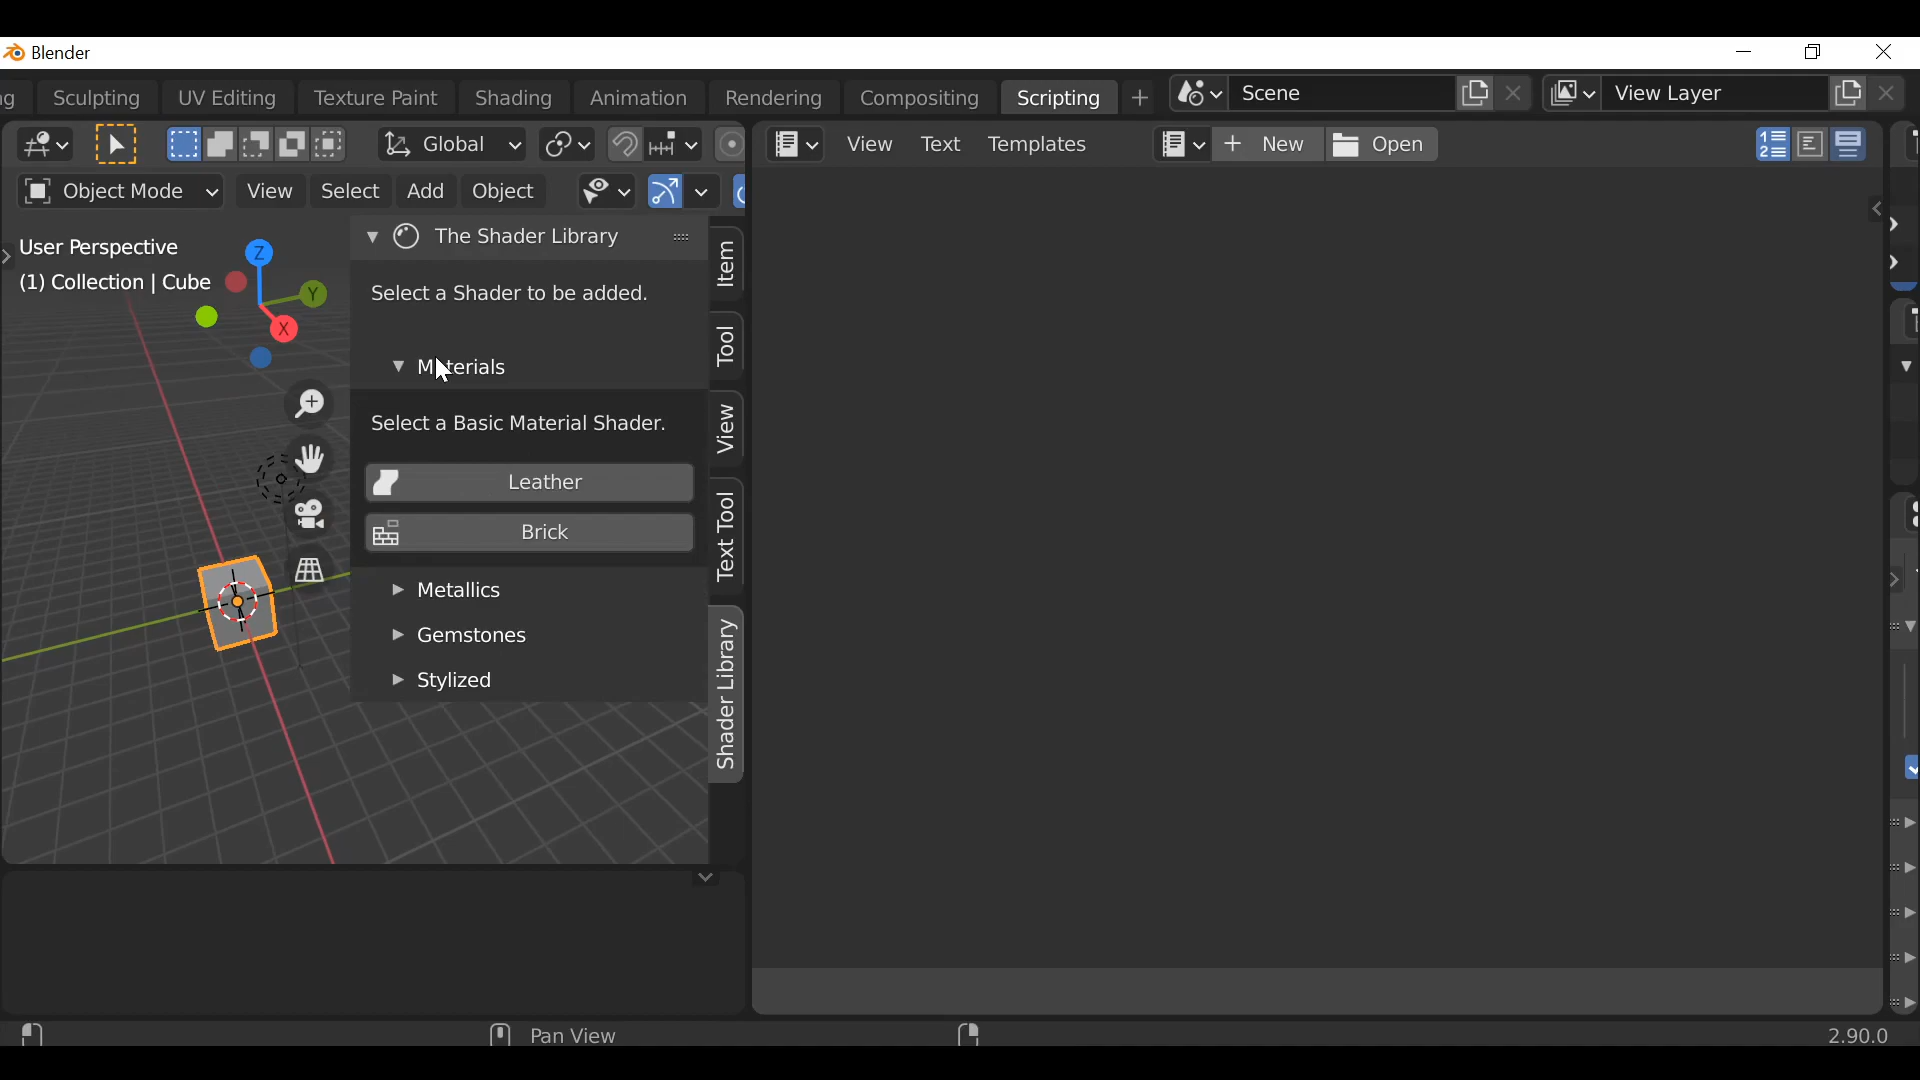 Blender
Sculpting UV Editing Texture Paint Shading Animation Rendering Compositing Scripting + Scene View Layer
Global View Text Templates + New Open
Object Mode View Select Add Object
User Perspective
(1) Collection | Cube
Z
Y
X
The Shader Library
Select a Shader to be added.
Materials
Select a Basic Material Shader.
Leather
Brick
Metallics
Gemstones
Stylized
Item
Tool
View
Text Tool
Shader Library
Pan View 2.90.0